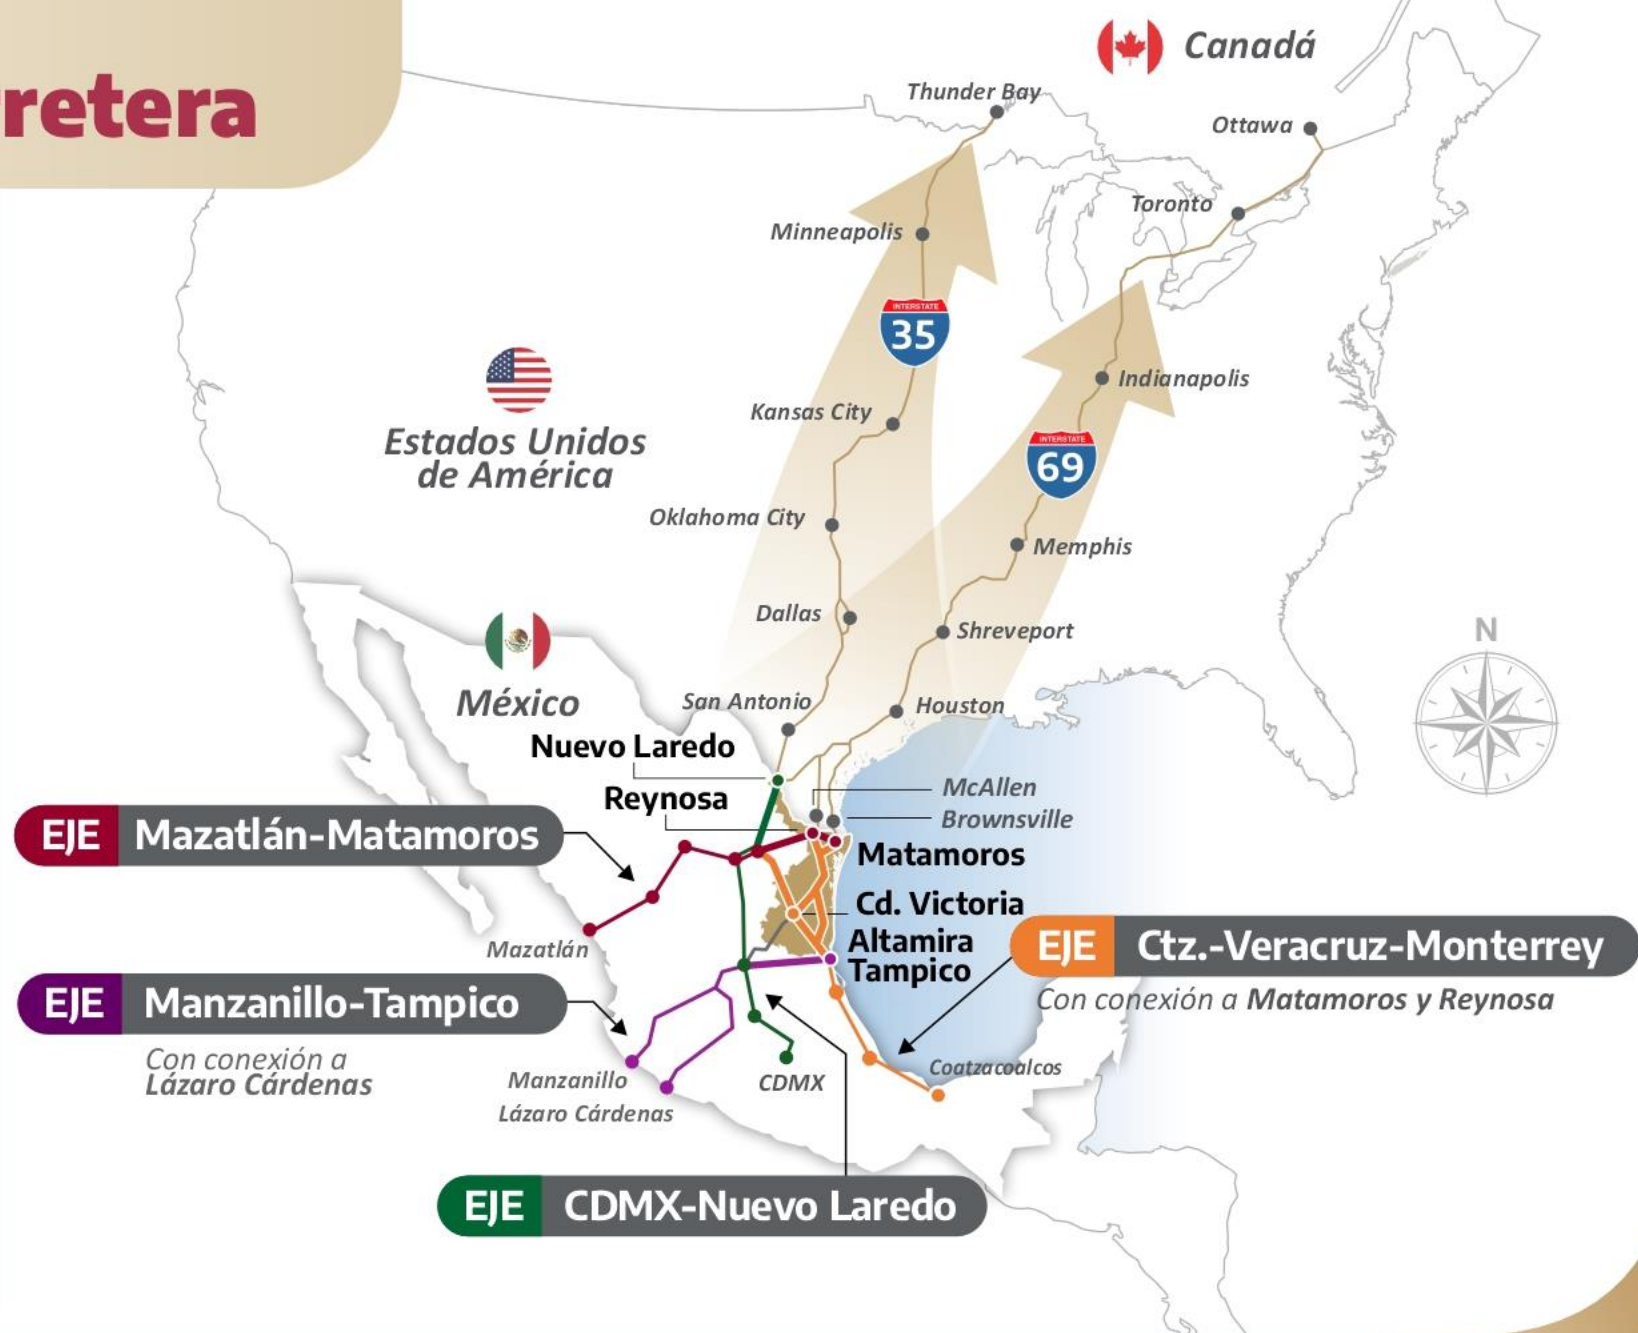 rretera
Canadá
Thunder Bay
Ottawa
Toronto
Minneapolis
INTERSTATE
35
Indianapolis
Kansas City
Estados Unidos
de América
INTERSTATE
69
Oklahoma City
Memphis
Dallas
Shreveport
N
México
San Antonio
Houston
Nuevo Laredo
Reynosa
McAllen
Brownsville
EJE Mazatlán-Matamoros
Matamoros
Cd. Victoria
Altamira
Tampico
EJE Ctz.-Veracruz-Monterrey
Con conexión a Matamoros y Reynosa
Mazatlán
EJE Manzanillo-Tampico
Con conexión a
Lázaro Cárdenas
Manzanillo
Lázaro Cárdenas
CDMX
Coatzacoalcos
EJE CDMX-Nuevo Laredo